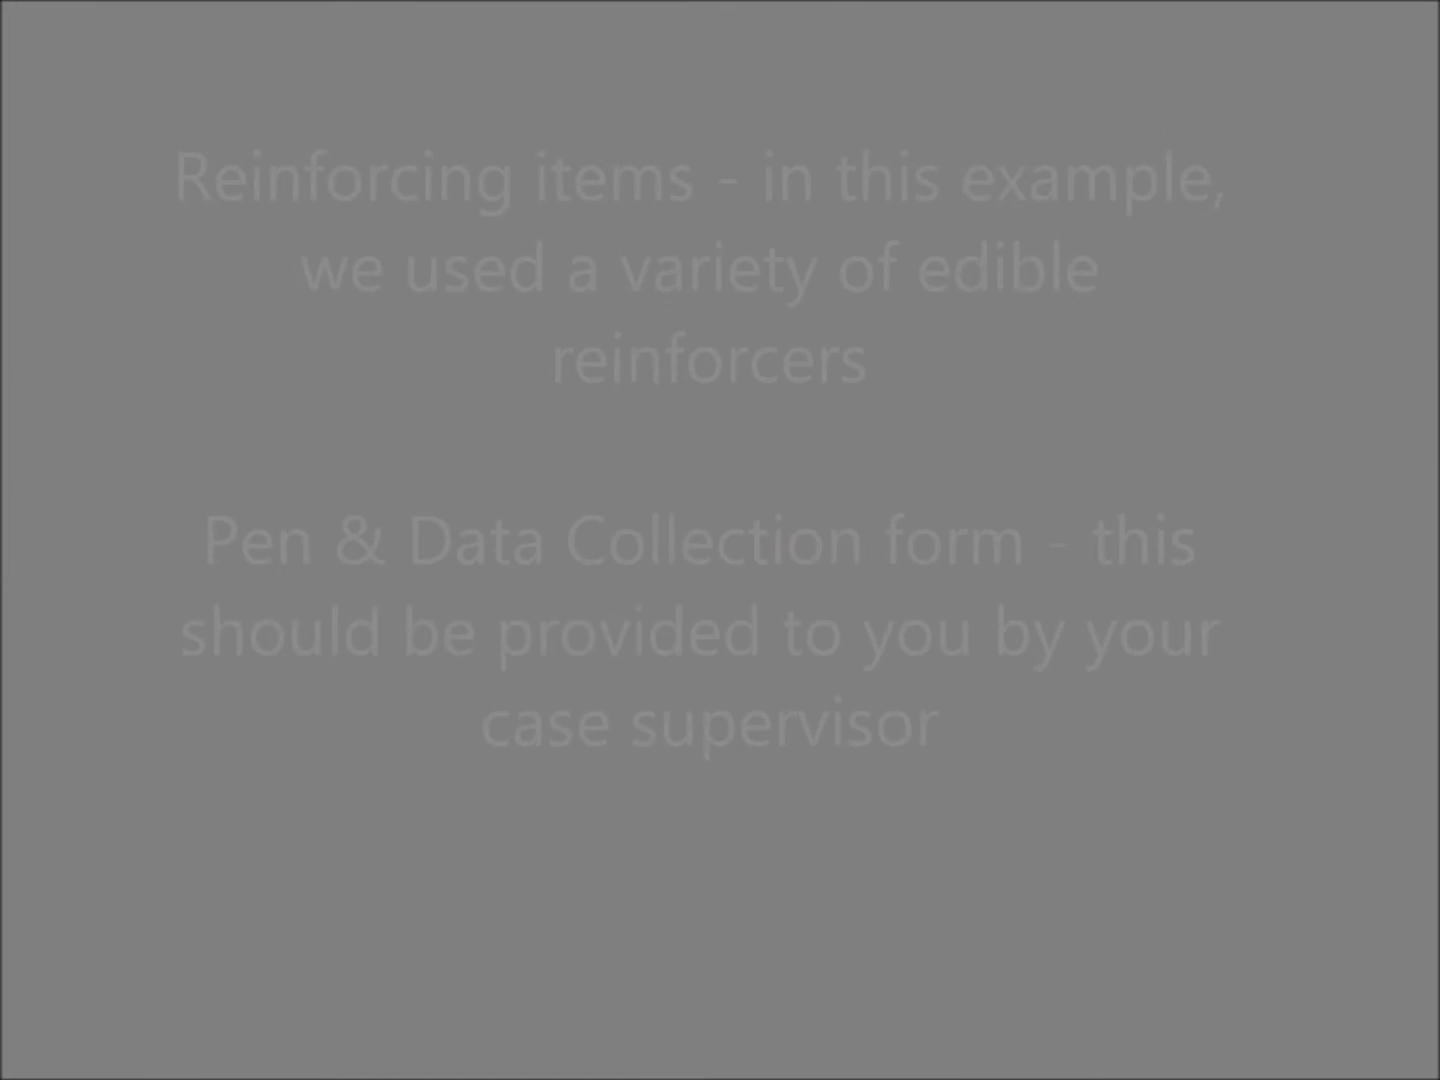 Reinforcing items - in this example,
we used a variety of edible
reinforcers
Pen & Data Collection form - this
should be provided to you by your
case supervisor